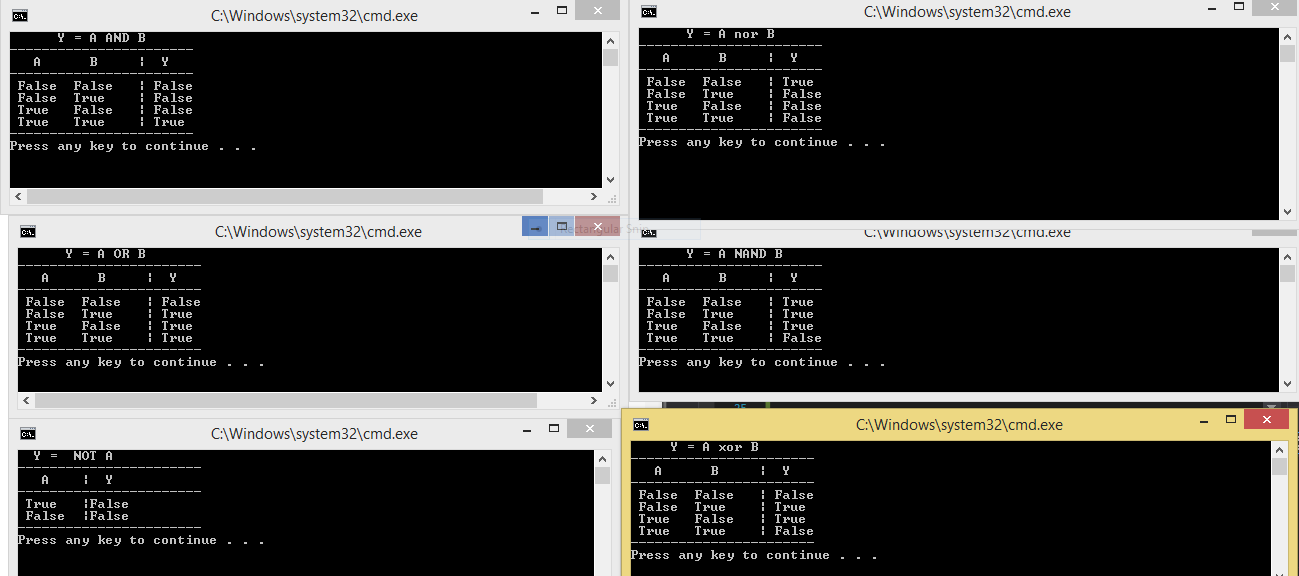 C:\Windows\system32\cmd.exe
Y = A AND B
A B ¦ Y
False False ¦ False
False True ¦ False
True False ¦ False
True True ¦ True
Press any key to continue . . .
C:\Windows\system32\cmd.exe
Y = A nor B
A B ¦ Y
False False ¦ True
False True ¦ False
True False ¦ False
True True ¦ False
Press any key to continue . . .
C:\Windows\system32\cmd.exe
Rectangular Sn
Y = A OR B
A B ¦ Y
False False ¦ False
False True ¦ True
True False ¦ True
True True ¦ True
Press any key to continue . . .
C:\Windows\system32\cmd.exe
Y = A NAND B
A B ¦ Y
False False ¦ True
False True ¦ True
True False ¦ True
True True ¦ False
Press any key to continue . . .
C:\Windows\system32\cmd.exe
Y = NOT A
A ¦ Y
True ¦False
False ¦False
Press any key to continue . . .
C:\Windows\system32\cmd.exe
Y = A xor B
A B ¦ Y
False False ¦ False
False True ¦ True
True False ¦ True
True True ¦ False
Press any key to continue . . .